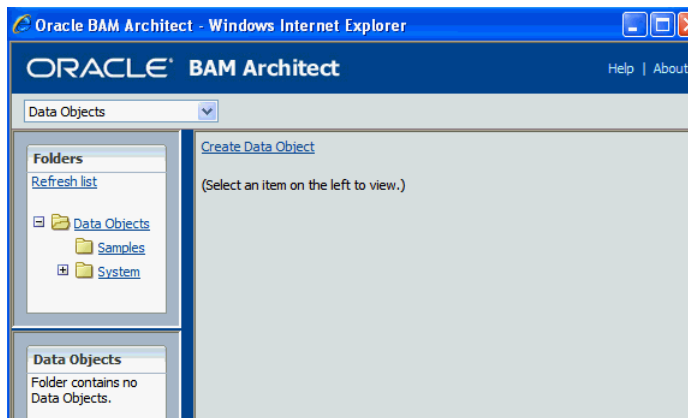 Oracle BAM Architect - Windows Internet Explorer
ORACLE BAM Architect
Help | About
Data Objects
Folders
Refresh list
Data Objects
Samples
System
Create Data Object
(Select an item on the left to view.)
Data Objects
Folder contains no
Data Objects.